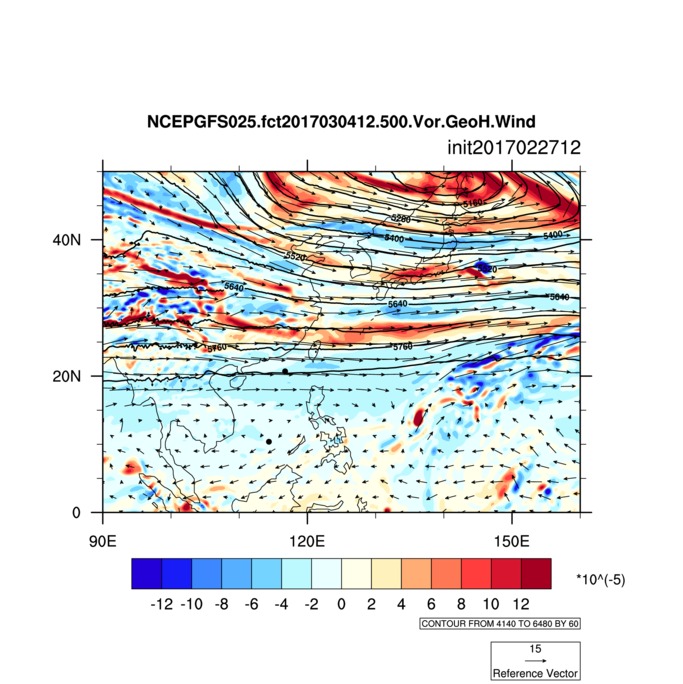 NCEPGFS025.fct2017030412.500.Vor.GeoH.Wind
init2017022712
5160
5280
5400
5400
5520
5520
5640
5640
5640
5760
5760
40N
20N
0
90E 120E 150E
-12 -10 -8 -6 -4 -2 0 2 4 6 8 10 12
*10^(-5)
CONTOUR FROM 4140 TO 6480 BY 60
15
Reference Vector